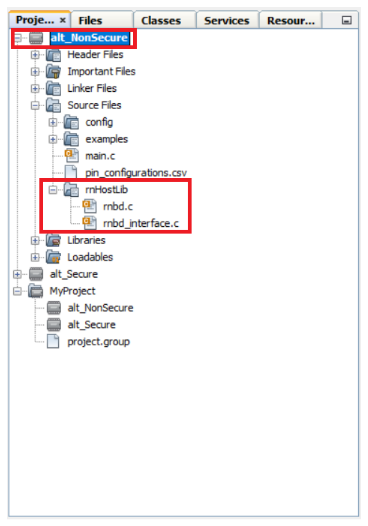 Proje... × Files Classes Services Resour...
alt_NonSecure
Header Files
Important Files
Linker Files
Source Files
config
examples
main.c
pin_configurations.csv
rnHostLib
rnbd.c
rnbd_interface.c
Libraries
Loadables
alt_Secure
MyProject
alt_NonSecure
alt_Secure
project.group